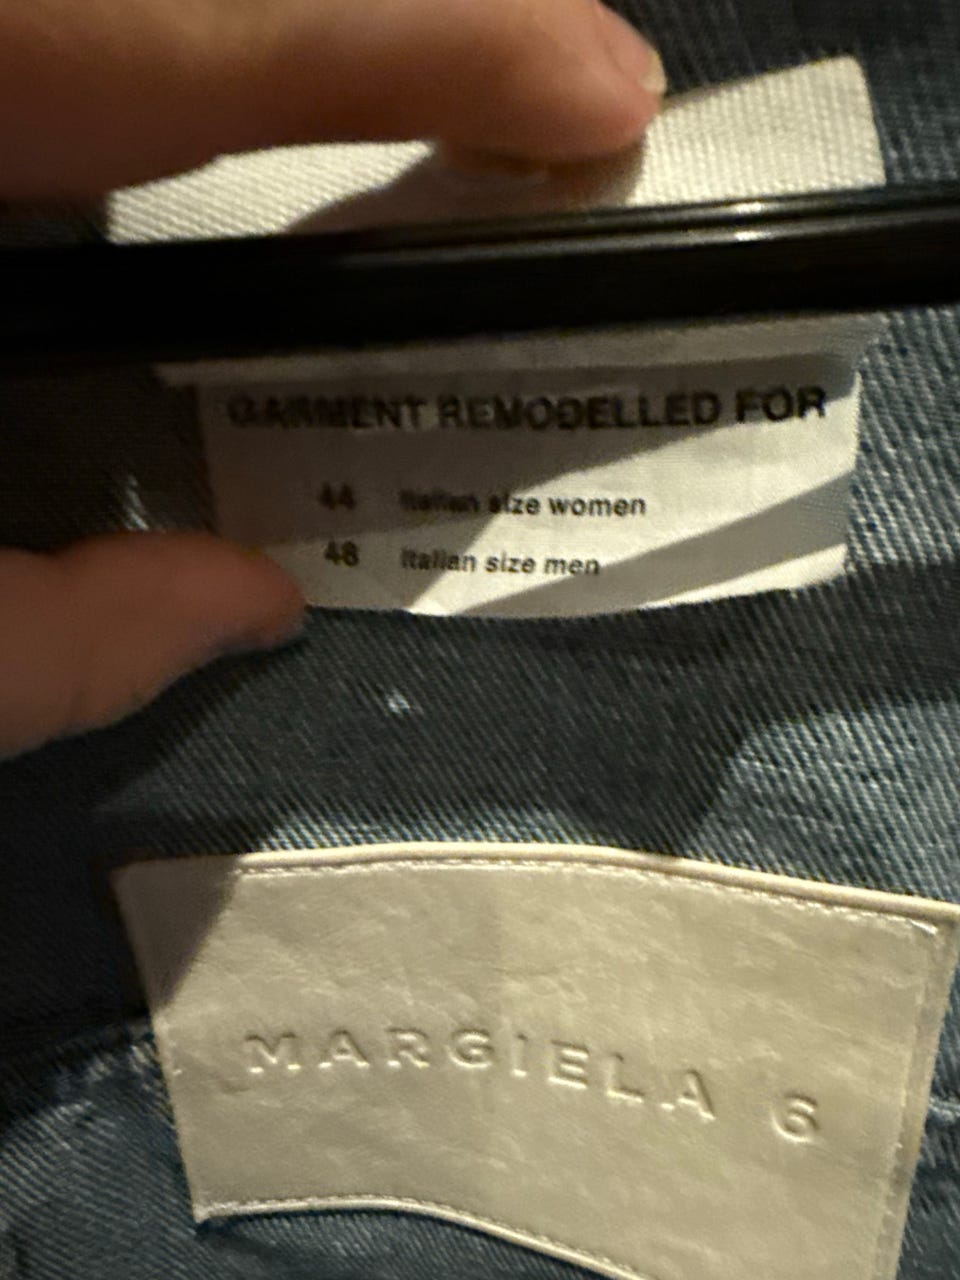 GARMENT REMODELLED FOR
44 Italian size women
48 Italian size men
MARGIELA 6